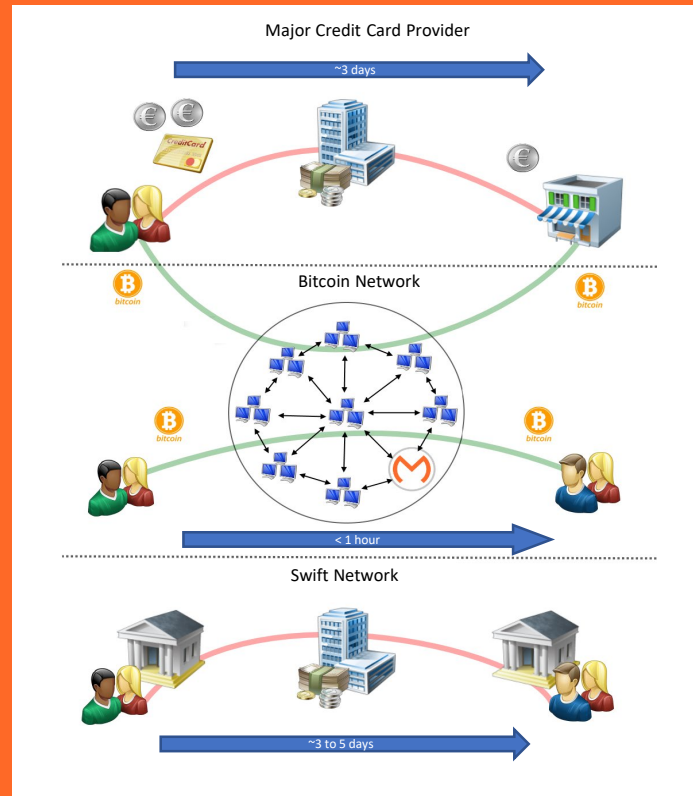 Major Credit Card Provider
~3 days
CreditCard
bitcoin
Bitcoin Network
bitcoin
bitcoin
bitcoin
< 1 hour
Swift Network
~3 to 5 days